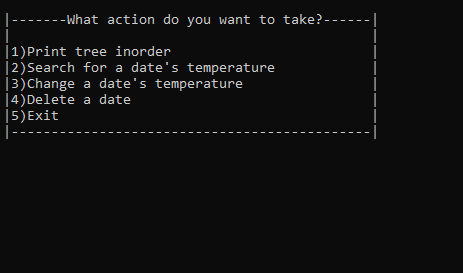 |-------What action do you want to take?------|
|                                             |
|1)Print tree inorder                         |
|2)Search for a date's temperature            |
|3)Change a date's temperature                |
|4)Delete a date                              |
|5)Exit                                       |
|---------------------------------------------|